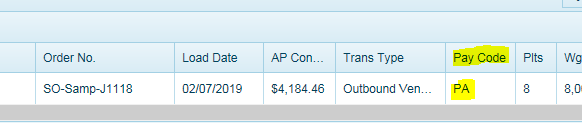 Order No. Load Date AP Con... Trans Type Pay Code Plts Wg
SO-Samp-J1118 02/07/2019 $4,184.46 Outbound Ven... PA 8 8,0